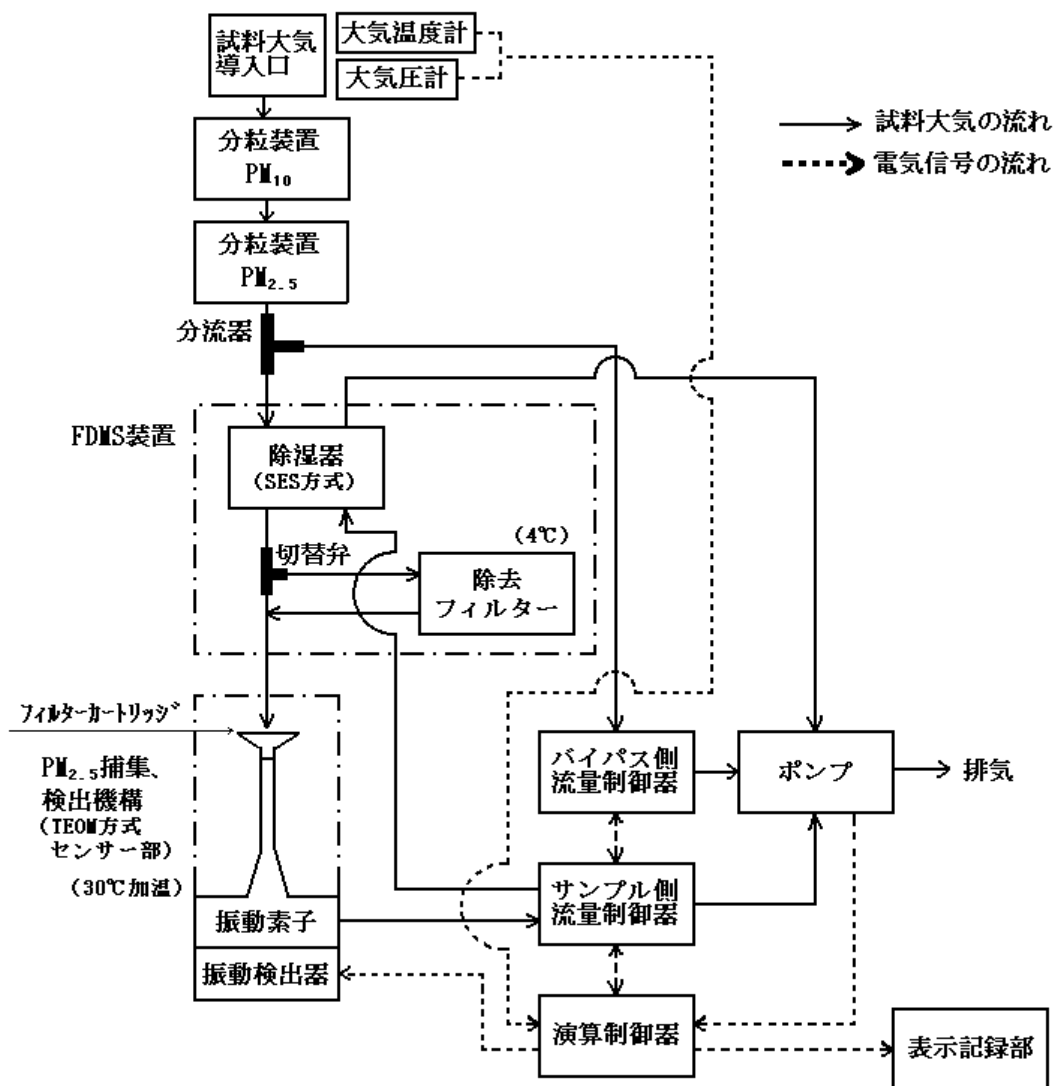 試料大気
導入口
大気温度計
大気圧計
試料大気の流れ
電気信号の流れ
分粒装置
PM₁₀
分粒装置
PM₂.₅
分流器
FDMS装置
除湿器
(SES方式)
切替弁
(4℃)
除去
フィルター
フィルターカートリッジ
PM₂.₅捕集、
検出機構
(TEOM方式
センサー部)
(30℃加温)
振動素子
振動検出器
バイパス側
流量制御器
ポンプ
排気
サンプル側
流量制御器
演算制御器
表示記録部